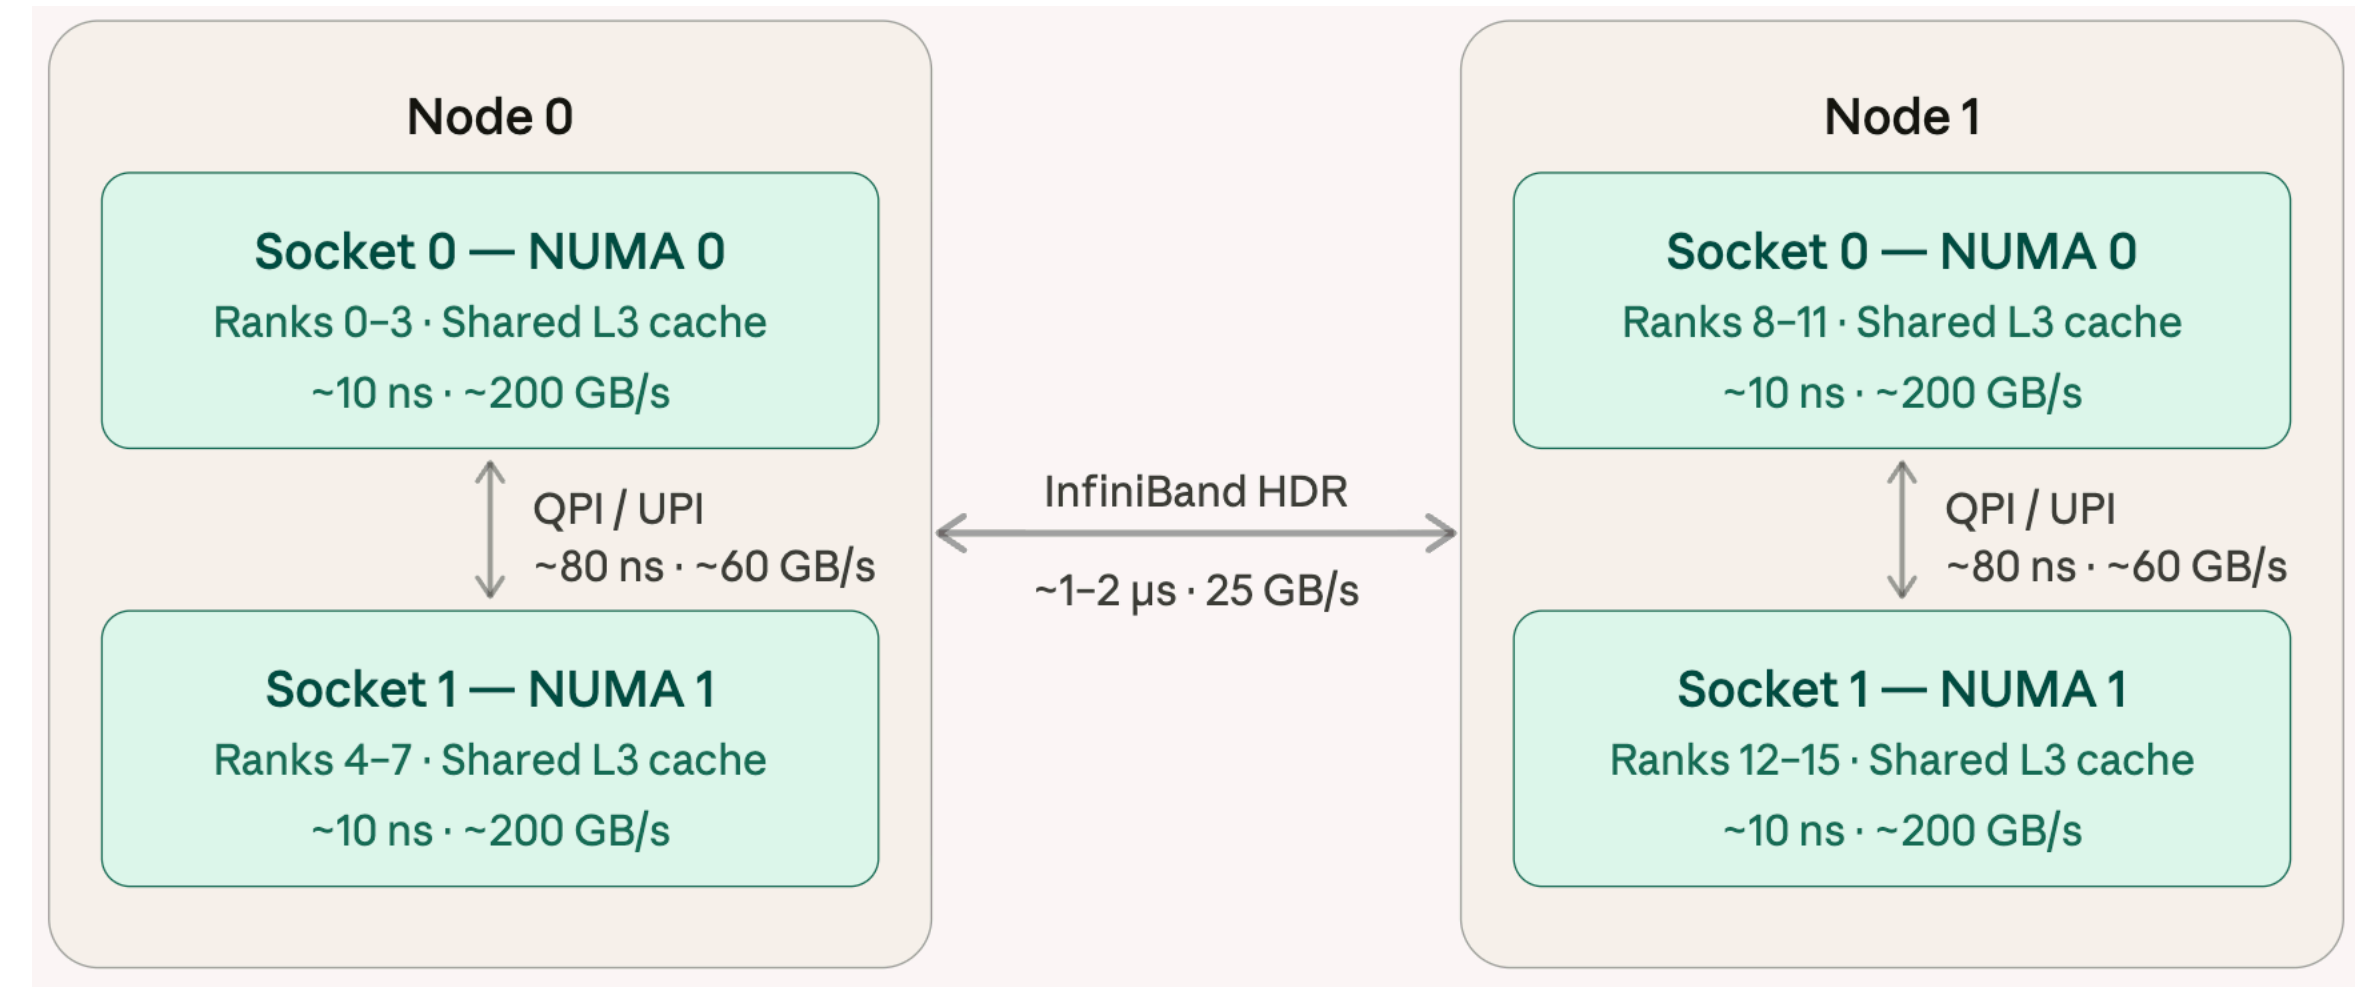 Node 0
Socket 0 — NUMA 0
Ranks 0–3 · Shared L3 cache
~10 ns · ~200 GB/s
QPI / UPI
~80 ns · ~60 GB/s
Socket 1 — NUMA 1
Ranks 4–7 · Shared L3 cache
~10 ns · ~200 GB/s
InfiniBand HDR
~1–2 µs · 25 GB/s
Node 1
Socket 0 — NUMA 0
Ranks 8–11 · Shared L3 cache
~10 ns · ~200 GB/s
QPI / UPI
~80 ns · ~60 GB/s
Socket 1 — NUMA 1
Ranks 12–15 · Shared L3 cache
~10 ns · ~200 GB/s